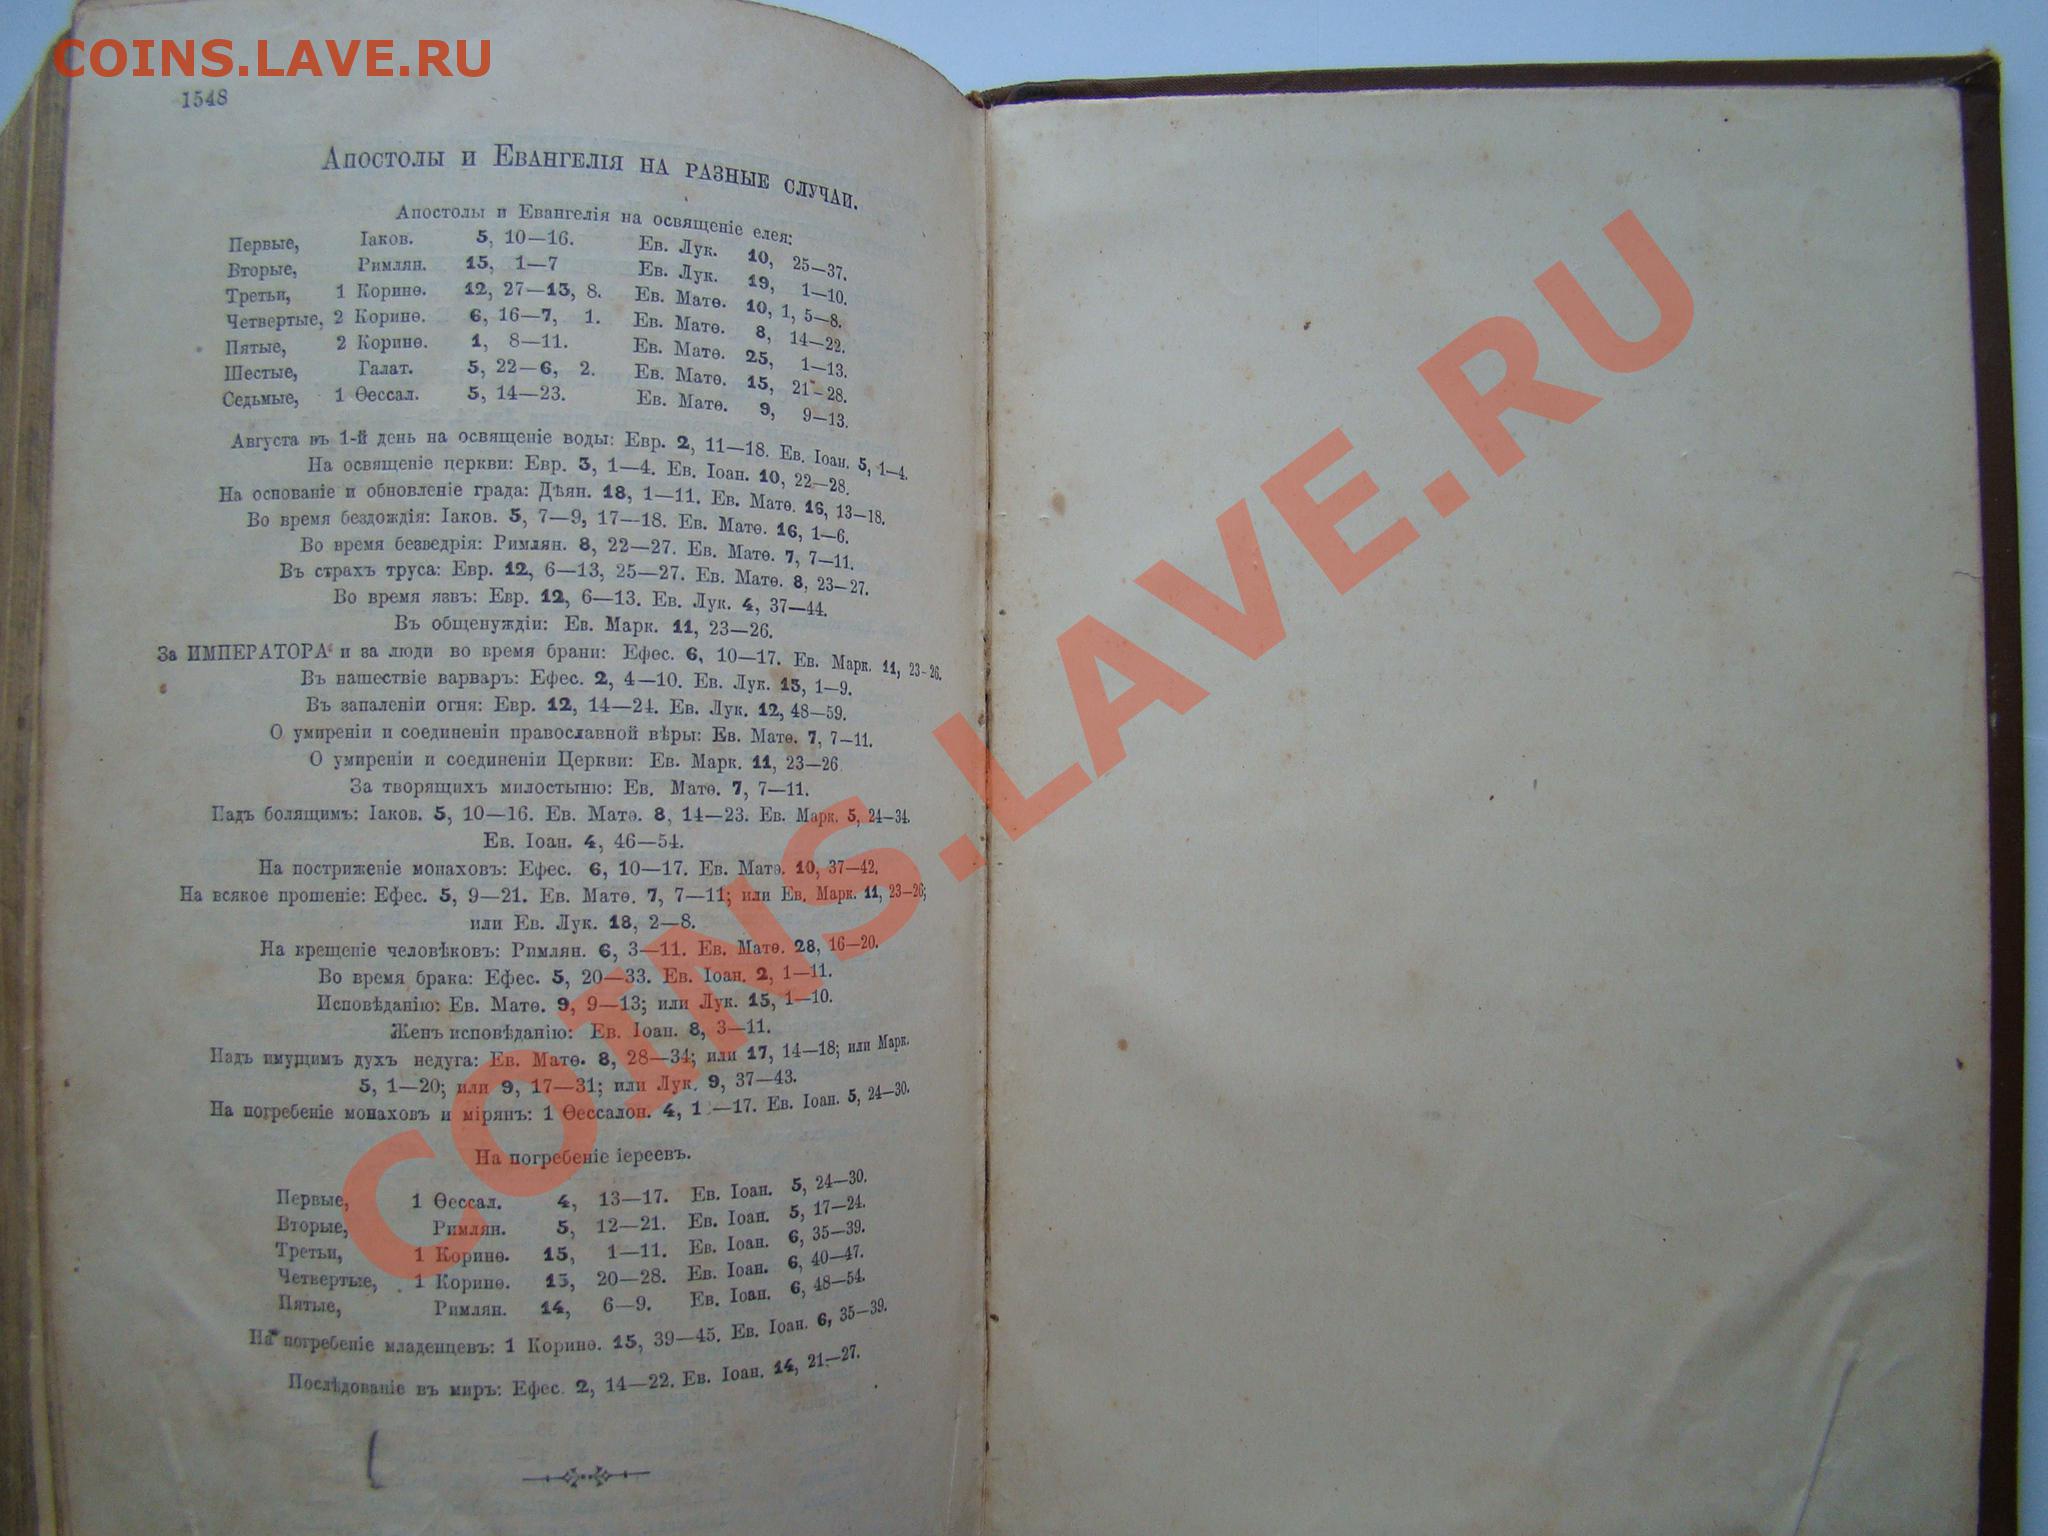 COINS.LAVE.RU
1548
Апостолы и Евангелія на разные случаи.
Апостолы и Евангелія на освященіе елея:
Первые, Іаков. 5, 10—16. Ев. Лук. 10, 25—37.
Вторые, Римлян. 15, 1—7 Ев. Лук. 19, 1—10.
Третьи, 1 Коринѳ. 12, 27—13, 8. Ев. Матѳ. 10, 1, 5—8.
Четвертые, 2 Коринѳ. 6, 16—7, 1. Ев. Матѳ. 8, 14—22.
Пятые, 2 Коринѳ. 1, 8—11. Ев. Матѳ. 25, 1—13.
Шестые, Галат. 5, 22—6, 2. Ев. Матѳ. 15, 21—28.
Седьмые, 1 Ѳессал. 5, 14—23. Ев. Матѳ. 9, 9—13.
Августа въ 1-й день на освященіе воды: Евр. 2, 11—18. Ев. Іоан. 5, 1—4.
На освященіе церкви: Евр. 3, 1—4. Ев. Іоан. 10, 22—28.
На основаніе и обновленіе града: Дѣян. 18, 1—11. Ев. Матѳ. 16, 13—18.
Во время бездождія: Іаков. 5, 7—9, 17—18. Ев. Матѳ. 16, 1—6.
Во время безведрія: Римлян. 8, 22—27. Ев. Матѳ. 7, 7—11.
Въ страхъ труса: Евр. 12, 6—13, 25—27. Ев. Матѳ. 8, 23—27.
Во время язвъ: Евр. 12, 6—13. Ев. Лук. 4, 37—44.
Въ общенуждіи: Ев. Марк. 11, 23—26.
За ИМПЕРАТОРА и за люди во время брани: Ефес. 6, 10—17. Ев. Марк. 11, 23—26.
Въ нашествіе варваръ: Ефес. 2, 4—10. Ев. Лук. 13, 1—9.
Въ запаленіи огня: Евр. 12, 14—24. Ев. Лук. 12, 48—59.
О умиреніи и соединеніи православной вѣры: Ев. Матѳ. 7, 7—11.
О умиреніи и соединеніи Церкви: Ев. Марк. 11, 23—26
За творящихъ милостыню: Ев. Матѳ. 7, 7—11.
Надъ болящимъ: Іаков. 5, 10—16. Ев. Матѳ. 8, 14—23. Ев. Марк. 5, 24—34.
Ев. Іоан. 4, 46—54.
На постриженіе монаховъ: Ефес. 6, 10—17. Ев. Матѳ. 10, 37—42.
На всякое прошеніе: Ефес. 5, 9—21. Ев. Матѳ. 7, 7—11; или Ев. Марк. 11, 23—26;
или Ев. Лук. 18, 2—8.
На крещеніе человѣковъ: Римлян. 6, 3—11. Ев. Матѳ. 28, 16—20.
Во время брака: Ефес. 5, 20—33. Ев. Іоан. 2, 1—11.
Исповѣданію: Ев. Матѳ. 9, 9—13; или Лук. 15, 1—10.
Женъ исповѣданію: Ев. Іоан. 8, 3—11.
Надъ имущимъ духъ недуга: Ев. Матѳ. 8, 28—34; или 17, 14—18; или Марк.
5, 1—20; или 9, 17—31; или Лук. 9, 37—43.
На погребеніе монаховъ и мірянъ: 1 Ѳессалон. 4, —17. Ев. Іоан. 5, 24—30.
На погребеніе іереевъ.
Первые, 1 Ѳессал. 4, 13—17. Ев. Іоан. 5, 24—30.
Вторые, Римлян. 5, 12—21. Ев. Іоан. 5, 17—24.
Третьи, 1 Коринѳ. 15, 1—11. Ев. Іоан. 6, 35—39.
Четвертые, 1 Коринѳ. 15, 20—28. Ев. Іоан. 6, 40—47.
Пятые, Римлян. 14, 6—9. Ев. Іоан. 6, 48—54.
На погребеніе младенцевъ: 1 Коринѳ. 15, 39—45. Ев. Іоан. 6, 35—39.
Послѣдованіе въ миръ: Ефес. 2, 14—22. Ев. Іоан. 14, 21—27.
COINS.LAVE.RU